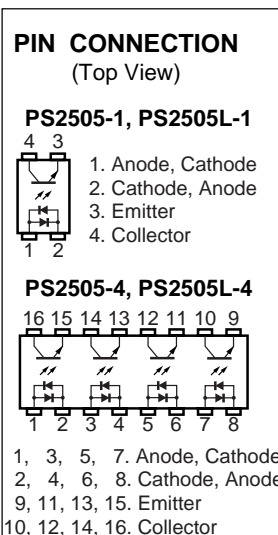 PIN CONNECTION
(Top View)
PS2505-1, PS2505L-1
4 3
1. Anode, Cathode
2. Cathode, Anode
3. Emitter
4. Collector
1 2
PS2505-4, PS2505L-4
16 15 14 13 12 11 10 9
1 2 3 4 5 6 7 8
1, 3, 5, 7. Anode, Cathode
2, 4, 6, 8. Cathode, Anode
9, 11, 13, 15. Emitter
10, 12, 14, 16. Collector